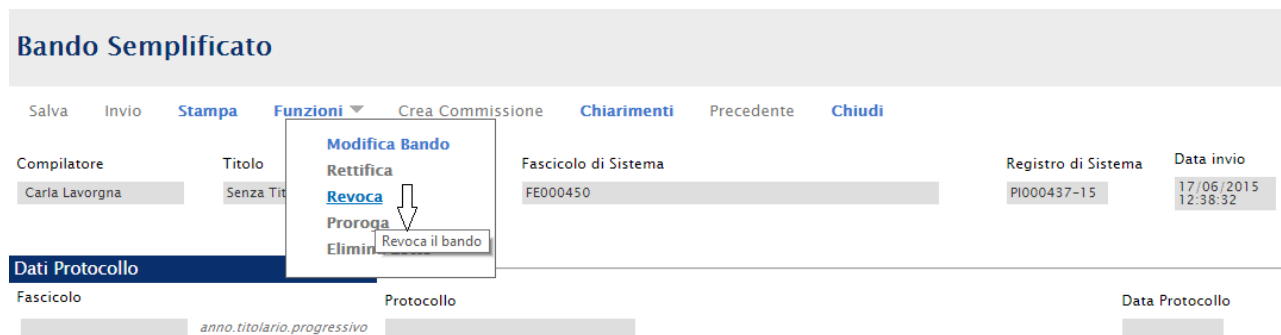 Bando Semplificato
Salva Invio Stampa Funzioni Crea Commissione Chiarimenti Precedente Chiudi
Modifica Bando
Rettifica
Revoca
Proroga
Revoca il bando
Compilatore Titolo Fascicolo di Sistema Registro di Sistema Data invio
Carla Lavorgna Senza FE000450 PI000437-15 17/06/2015
12:38:32
Dati Protocollo
Fascicolo Protocollo Data Protocollo
anno.titolario.progressivo